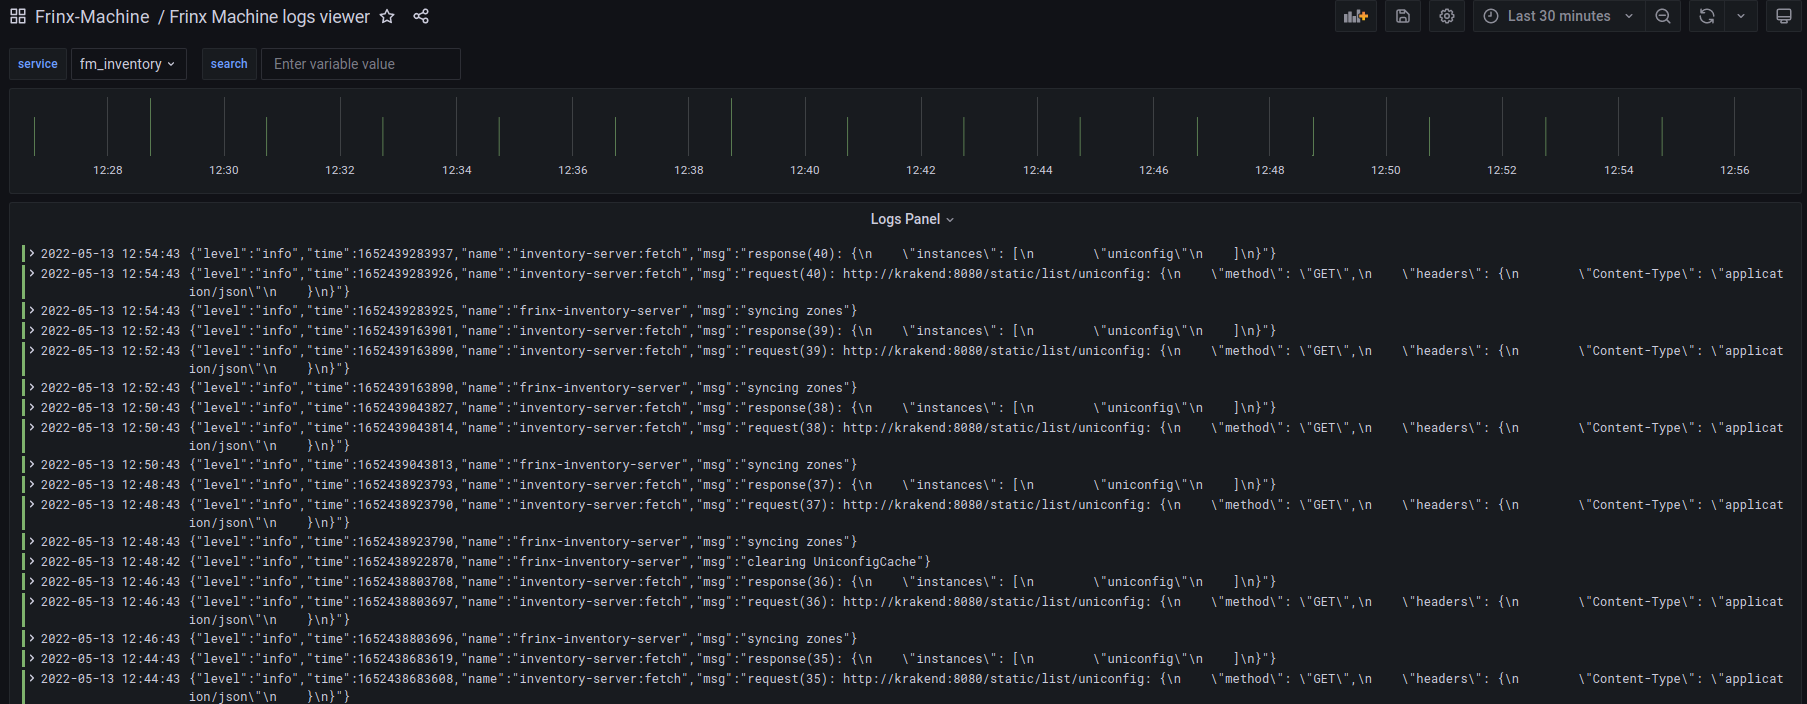 Frinx-Machine / Frinx Machine logs viewer
Last 30 minutes
service fm_inventory search Enter variable value
12:28 12:30 12:32 12:34 12:36 12:38 12:40 12:42 12:44 12:46 12:48 12:50 12:52 12:54 12:56
Logs Panel
2022-05-13 12:54:43 {"level":"info","time":1652439283937,"name":"inventory-server:fetch","msg":"response(40): {\n    \"instances\": [\n        \"uniconfig\"\n    ]\n}"}
2022-05-13 12:54:43 {"level":"info","time":1652439283926,"name":"inventory-server:fetch","msg":"request(40): http://krakend:8080/static/list/uniconfig: {\n    \"method\": \"GET\",\n    \"headers\": {\n        \"Content-Type\": \"applicat
ion/json\"\n    }\n}"}
2022-05-13 12:54:43 {"level":"info","time":1652439283925,"name":"frinx-inventory-server","msg":"syncing zones"}
2022-05-13 12:52:43 {"level":"info","time":1652439163901,"name":"inventory-server:fetch","msg":"response(39): {\n    \"instances\": [\n        \"uniconfig\"\n    ]\n}"}
2022-05-13 12:52:43 {"level":"info","time":1652439163890,"name":"inventory-server:fetch","msg":"request(39): http://krakend:8080/static/list/uniconfig: {\n    \"method\": \"GET\",\n    \"headers\": {\n        \"Content-Type\": \"applicat
ion/json\"\n    }\n}"}
2022-05-13 12:52:43 {"level":"info","time":1652439163890,"name":"frinx-inventory-server","msg":"syncing zones"}
2022-05-13 12:50:43 {"level":"info","time":1652439043827,"name":"inventory-server:fetch","msg":"response(38): {\n    \"instances\": [\n        \"uniconfig\"\n    ]\n}"}
2022-05-13 12:50:43 {"level":"info","time":1652439043814,"name":"inventory-server:fetch","msg":"request(38): http://krakend:8080/static/list/uniconfig: {\n    \"method\": \"GET\",\n    \"headers\": {\n        \"Content-Type\": \"applicat
ion/json\"\n    }\n}"}
2022-05-13 12:50:43 {"level":"info","time":1652439043813,"name":"frinx-inventory-server","msg":"syncing zones"}
2022-05-13 12:48:43 {"level":"info","time":1652438923793,"name":"inventory-server:fetch","msg":"response(37): {\n    \"instances\": [\n        \"uniconfig\"\n    ]\n}"}
2022-05-13 12:48:43 {"level":"info","time":1652438923790,"name":"inventory-server:fetch","msg":"request(37): http://krakend:8080/static/list/uniconfig: {\n    \"method\": \"GET\",\n    \"headers\": {\n        \"Content-Type\": \"applicat
ion/json\"\n    }\n}"}
2022-05-13 12:48:43 {"level":"info","time":1652438923790,"name":"frinx-inventory-server","msg":"syncing zones"}
2022-05-13 12:48:42 {"level":"info","time":1652438922870,"name":"frinx-inventory-server","msg":"clearing UniconfigCache"}
2022-05-13 12:46:43 {"level":"info","time":1652438803708,"name":"inventory-server:fetch","msg":"response(36): {\n    \"instances\": [\n        \"uniconfig\"\n    ]\n}"}
2022-05-13 12:46:43 {"level":"info","time":1652438803697,"name":"inventory-server:fetch","msg":"request(36): http://krakend:8080/static/list/uniconfig: {\n    \"method\": \"GET\",\n    \"headers\": {\n        \"Content-Type\": \"applicat
ion/json\"\n    }\n}"}
2022-05-13 12:46:43 {"level":"info","time":1652438803696,"name":"frinx-inventory-server","msg":"syncing zones"}
2022-05-13 12:44:43 {"level":"info","time":1652438683619,"name":"inventory-server:fetch","msg":"response(35): {\n    \"instances\": [\n        \"uniconfig\"\n    ]\n}"}
2022-05-13 12:44:43 {"level":"info","time":1652438683608,"name":"inventory-server:fetch","msg":"request(35): http://krakend:8080/static/list/uniconfig: {\n    \"method\": \"GET\",\n    \"headers\": {\n        \"Content-Type\": \"applicat
ion/json\"\n    }\n}"}